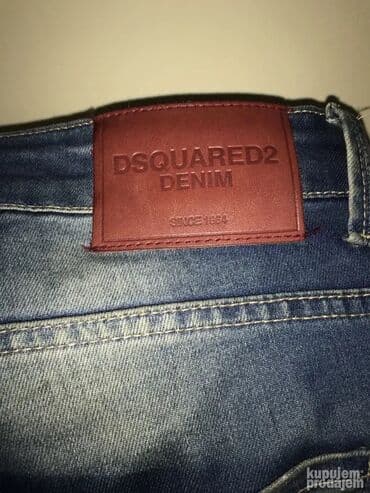 DSQUARED2
DENIM
SINCE 1964
kupujem
prodajem